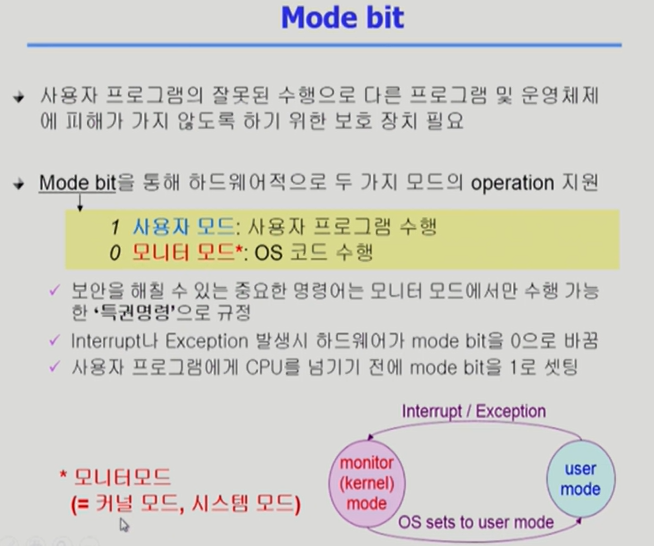 Mode bit
사용자 프로그램의 잘못된 수행으로 다른 프로그램 및 운영체제
에 피해가 가지 않도록 하기 위한 보호 장치 필요
Mode bit을 통해 하드웨어적으로 두 가지 모드의 operation 지원
1 사용자 모드: 사용자 프로그램 수행
0 모니터 모드*: OS 코드 수행
보안을 해칠 수 있는 중요한 명령어는 모니터 모드에서만 수행 가능
한 ‘특권명령’으로 규정
Interrupt나 Exception 발생시 하드웨어가 mode bit을 0으로 바꿈
사용자 프로그램에게 CPU를 넘기기 전에 mode bit을 1로 셋팅
Interrupt / Exception
monitor
(kernel)
mode
user
mode
OS sets to user mode
* 모니터모드
(= 커널 모드, 시스템 모드)